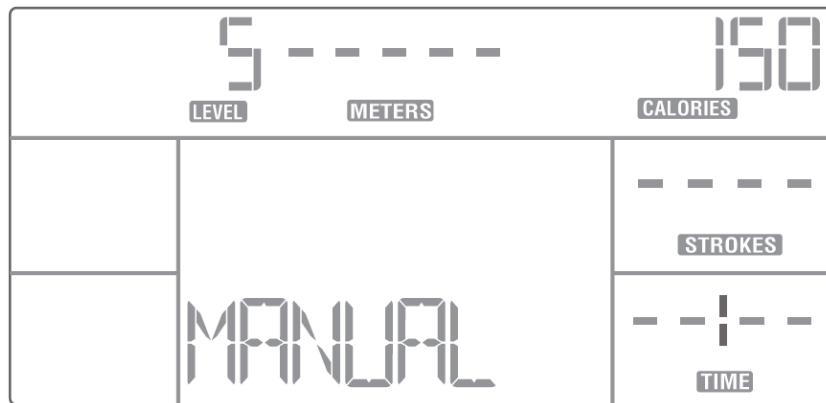 5 - - - - - 150
LEVEL METERS CALORIES
- - - -
STROKES
MANUAL - - : - -
TIME